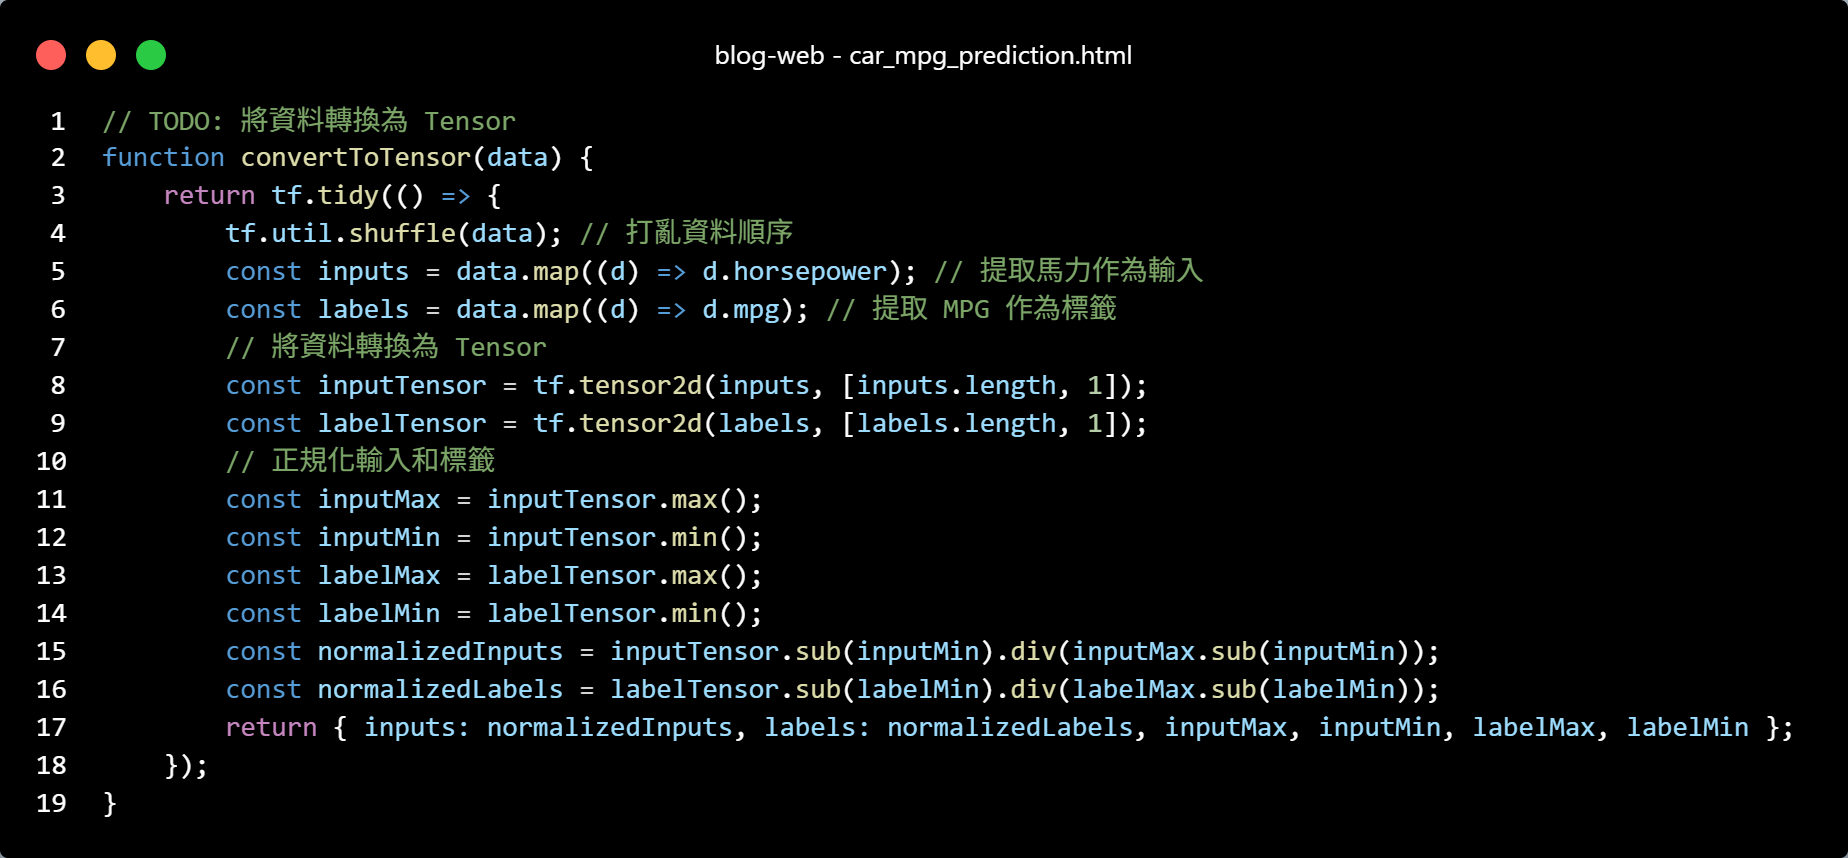 blog-web - car_mpg_prediction.html
1 // TODO: 將資料轉換為 Tensor
2 function convertToTensor(data) {
3     return tf.tidy(() => {
4         tf.util.shuffle(data); // 打亂資料順序
5         const inputs = data.map((d) => d.horsepower); // 提取馬力作為輸入
6         const labels = data.map((d) => d.mpg); // 提取 MPG 作為標籤
7         // 將資料轉換為 Tensor
8         const inputTensor = tf.tensor2d(inputs, [inputs.length, 1]);
9         const labelTensor = tf.tensor2d(labels, [labels.length, 1]);
10         // 正規化輸入和標籤
11         const inputMax = inputTensor.max();
12         const inputMin = inputTensor.min();
13         const labelMax = labelTensor.max();
14         const labelMin = labelTensor.min();
15         const normalizedInputs = inputTensor.sub(inputMin).div(inputMax.sub(inputMin));
16         const normalizedLabels = labelTensor.sub(labelMin).div(labelMax.sub(labelMin));
17         return { inputs: normalizedInputs, labels: normalizedLabels, inputMax, inputMin, labelMax, labelMin };
18     });
19 }